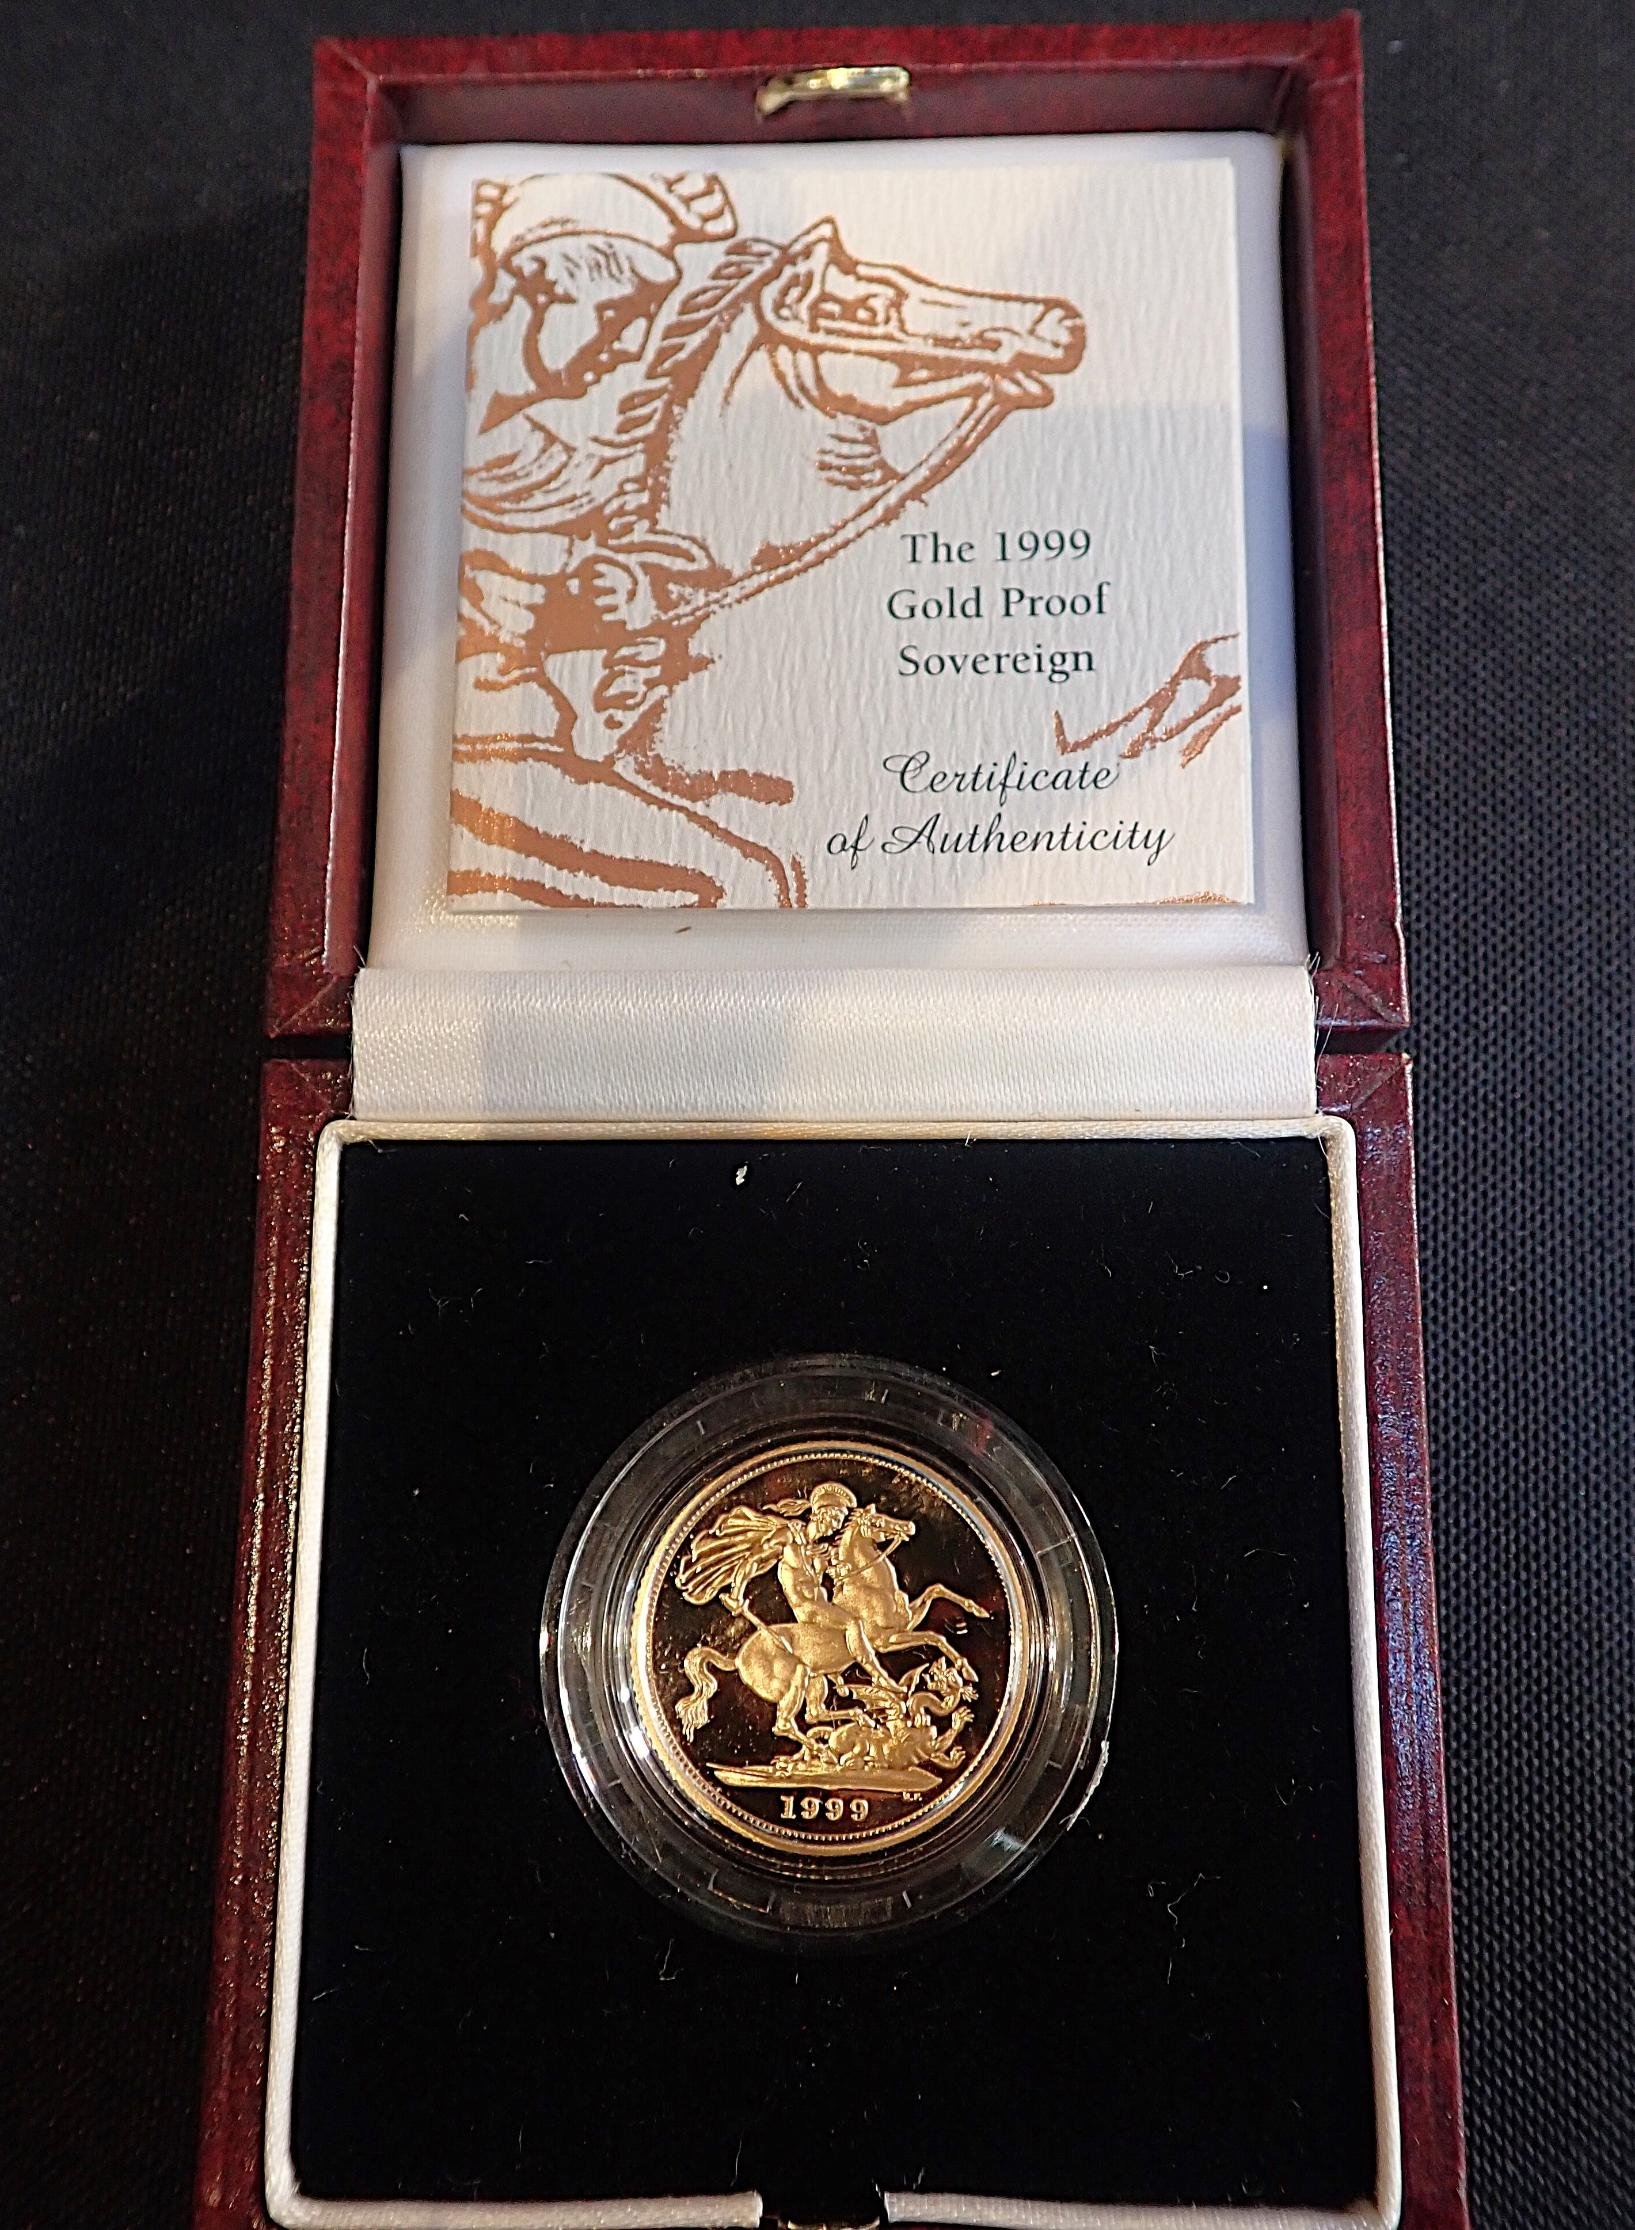 The 1999
Gold Proof
Sovereign
Certificate
of Authenticity
1999